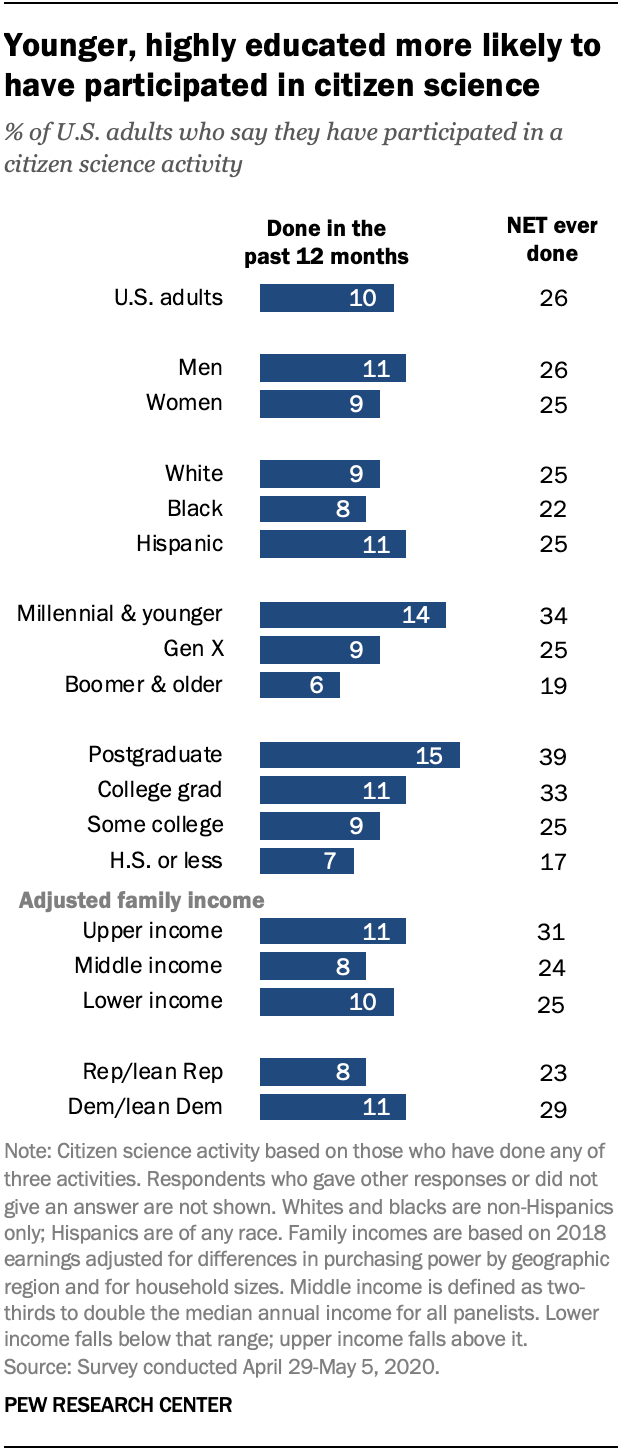 Younger, highly educated more likely to
have participated in citizen science
% of U.S. adults who say they have participated in a
citizen science activity
Done in the
past 12 months
NET ever
done
U.S. adults 10 26
Men 11 26
Women 9 25
White 9 25
Black 8 22
Hispanic 11 25
Millennial & younger 14 34
Gen X 9 25
Boomer & older 6 19
Postgraduate 15 39
College grad 11 33
Some college 9 25
H.S. or less 7 17
Adjusted family income
Upper income 11 31
Middle income 8 24
Lower income 10 25
Rep/lean Rep 8 23
Dem/lean Dem 11 29
Note: Citizen science activity based on those who have done any of
three activities. Respondents who gave other responses or did not
give an answer are not shown. Whites and blacks are non-Hispanics
only; Hispanics are of any race. Family incomes are based on 2018
earnings adjusted for differences in purchasing power by geographic
region and for household sizes. Middle income is defined as two-
thirds to double the median annual income for all panelists. Lower
income falls below that range; upper income falls above it.
Source: Survey conducted April 29-May 5, 2020.
PEW RESEARCH CENTER